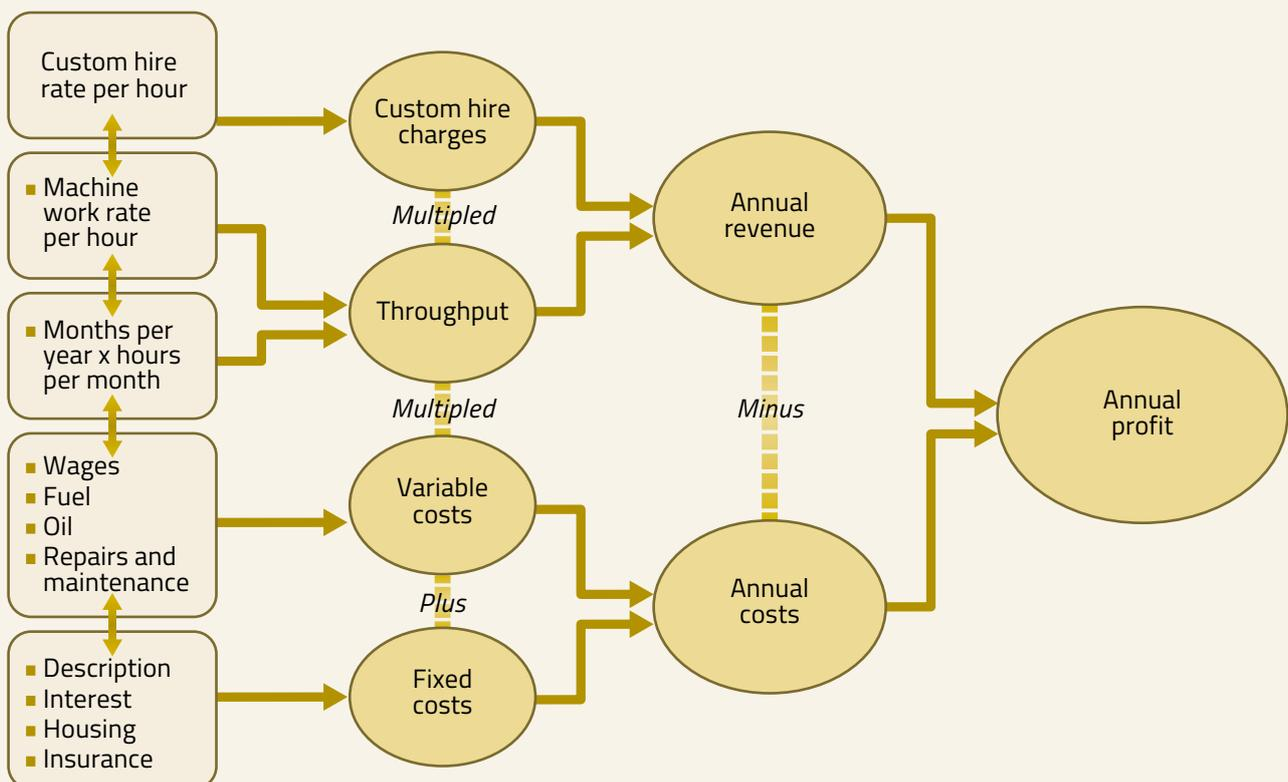 Custom hire
rate per hour
Machine
work rate
per hour
Months per
year x hours
per month
Wages
Fuel
Oil
Repairs and
maintenance
Description
Interest
Housing
Insurance
Custom hire
charges
Multipled
Throughput
Multipled
Variable
costs
Plus
Fixed
costs
Annual
revenue
Minus
Annual
costs
Annual
profit